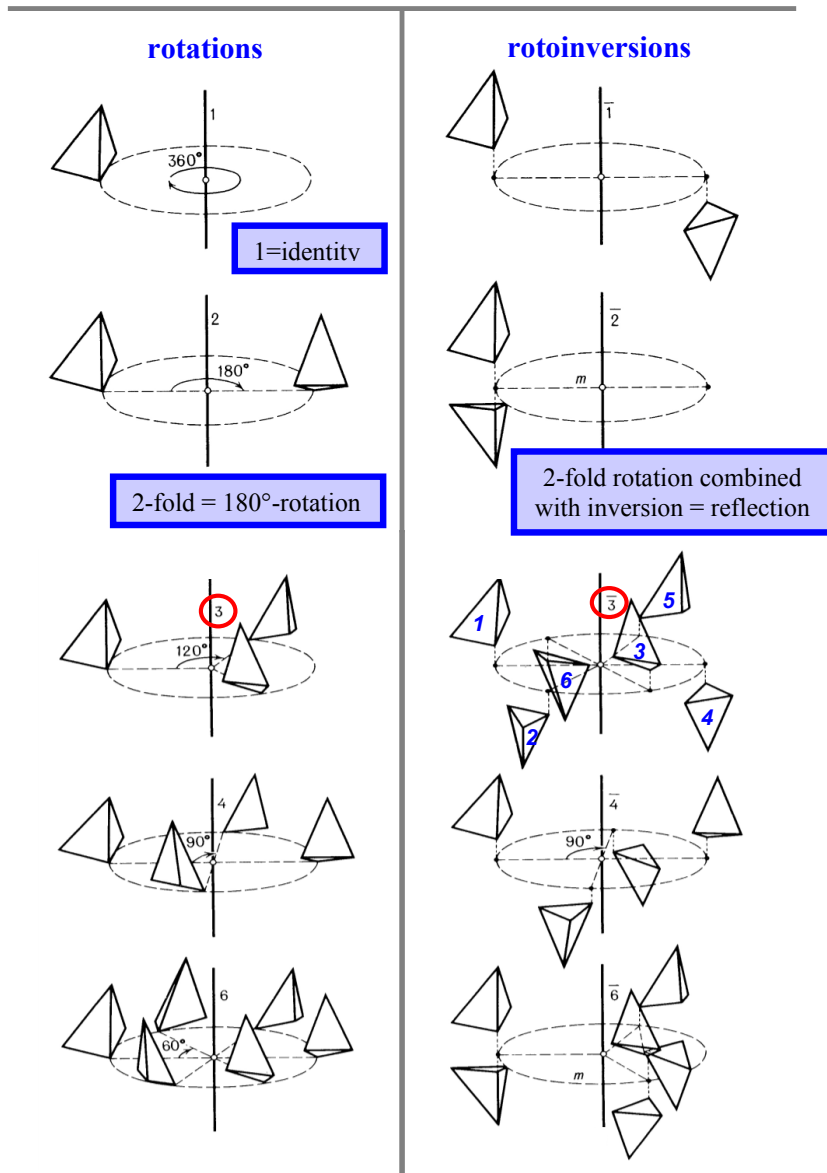 rotations
1
360°
1=identity
2
180°
2-fold = 180°-rotation
3
120°
4
90°
6
60°
rotoinversions
1̅
2̅
m
2-fold rotation combined
with inversion = reflection
3̅
5
1
3
6
4
2
4̅
90°
6̅
m